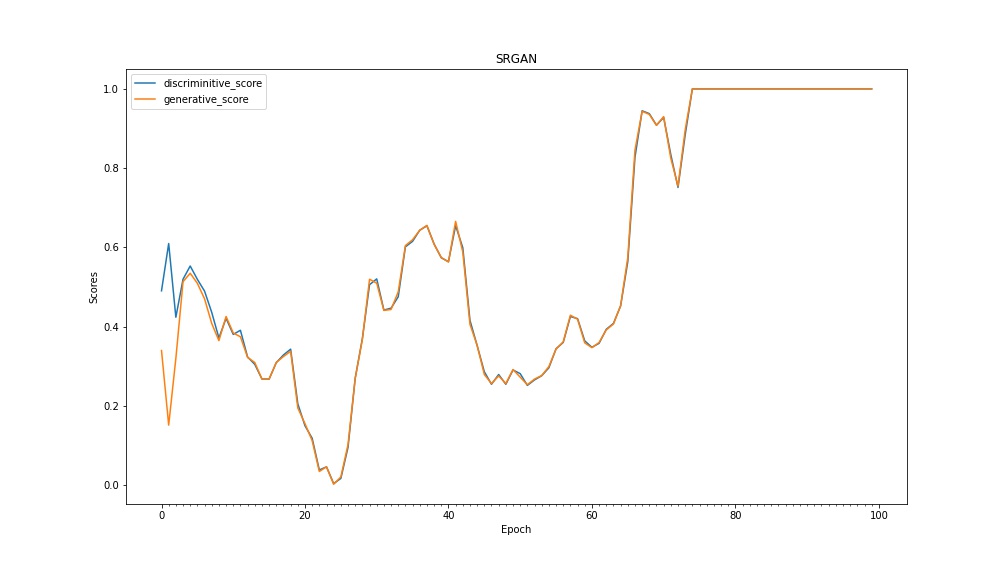 SRGAN
discriminitive_score
generative_score
1.0
0.8
0.6
0.4
0.2
0.0
Scores
0 20 40 60 80 100
Epoch